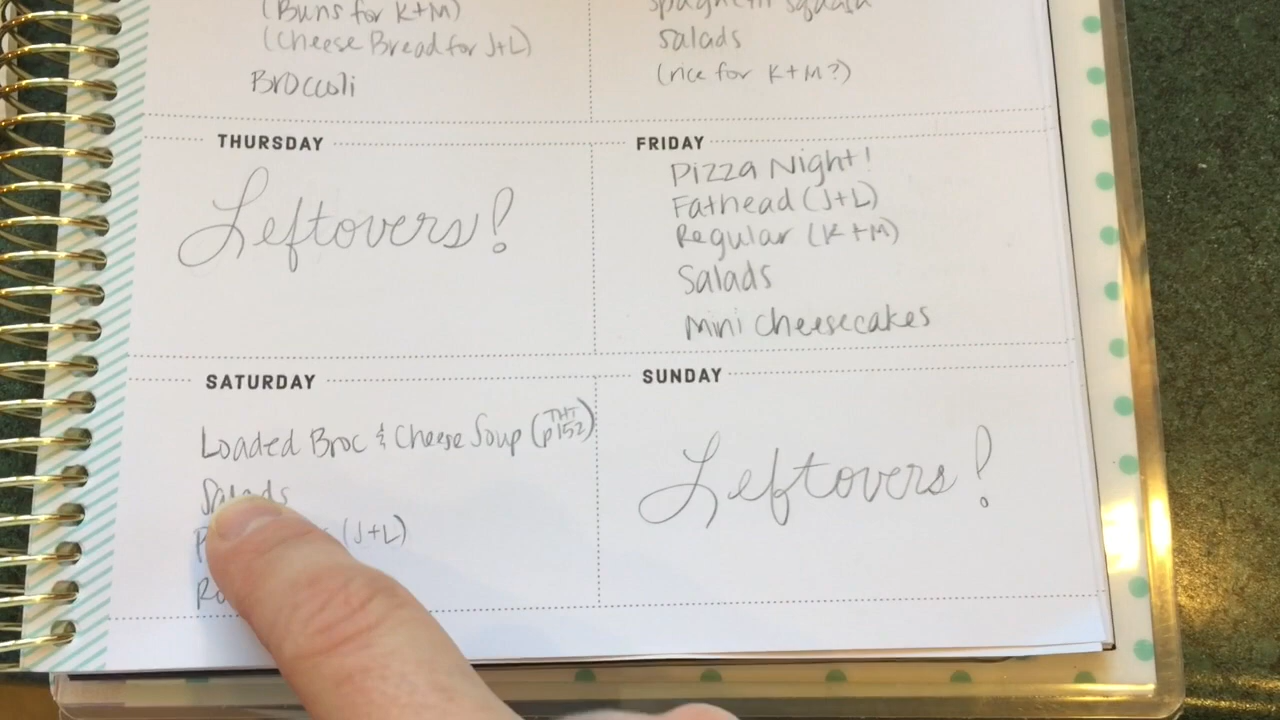 (Buns for K+M)
(Cheese Bread for J+L)
Broccoli
spaghetti squash
salads
(rice for K+M?)
THURSDAY
Leftovers!
FRIDAY
Pizza Night!
Fathead (J+L)
Regular (K+M)
Salads
Mini Cheesecakes
SATURDAY
Loaded Broc & Cheese Soup (THT p152)
Salads
(J+L)
SUNDAY
Leftovers!